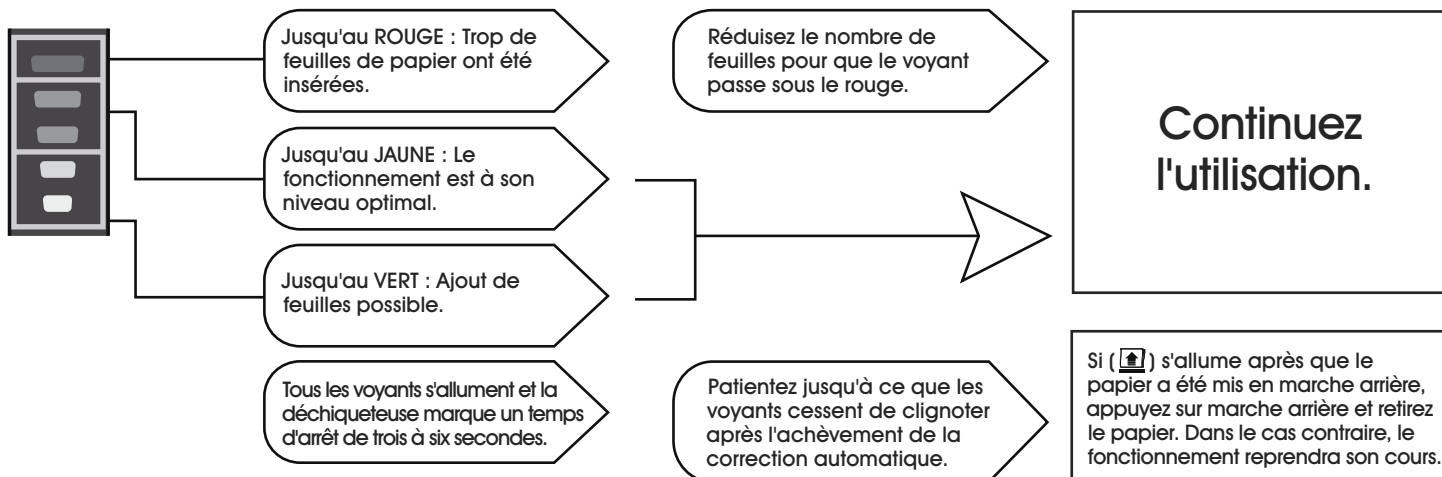 Jusqu'au ROUGE : Trop de
feuilles de papier ont été
insérées.
Réduisez le nombre de
feuilles pour que le voyant
passe sous le rouge.
Continuez
l'utilisation.
Jusqu'au JAUNE : Le
fonctionnement est à son
niveau optimal.
Jusqu'au VERT : Ajout de
feuilles possible.
Tous les voyants s'allument et la
déchiqueteuse marque un temps
d'arrêt de trois à six secondes.
Patientez jusqu'à ce que les
voyants cessent de clignoter
après l'achèvement de la
correction automatique.
Si ( ) s'allume après que le
papier a été mis en marche arrière,
appuyez sur marche arrière et retirez
le papier. Dans le cas contraire, le
fonctionnement reprendra son cours.